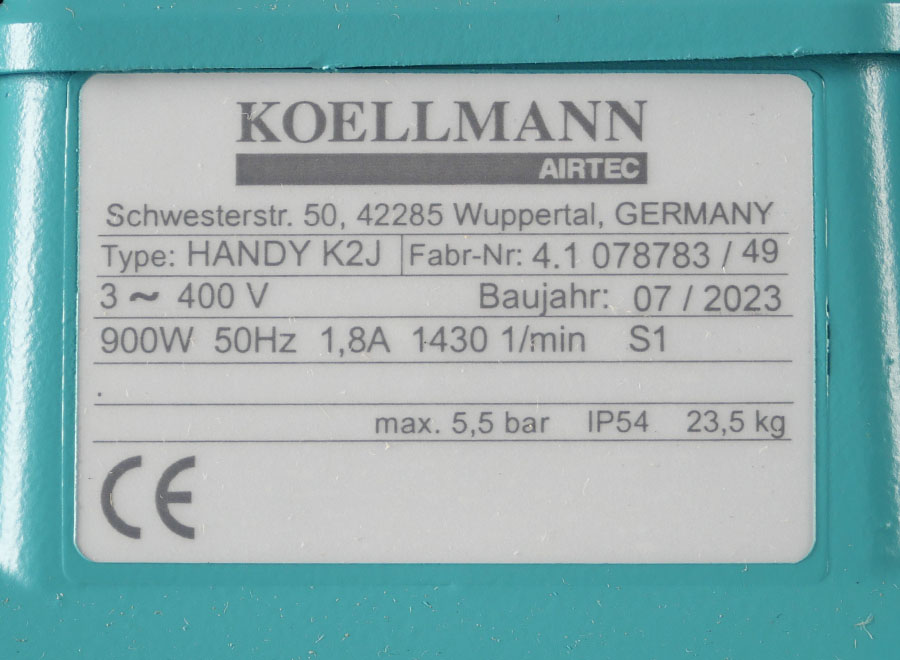 KOELLMANN
AIRTEC
Schwesterstr. 50, 42285 Wuppertal, GERMANY
Type: HANDY K2J Fabr-Nr: 4.1 078783 / 49
3 ~ 400 V Baujahr: 07 / 2023
900W 50Hz 1,8A 1430 1/min S1
.
max. 5,5 bar IP54 23,5 kg
CE